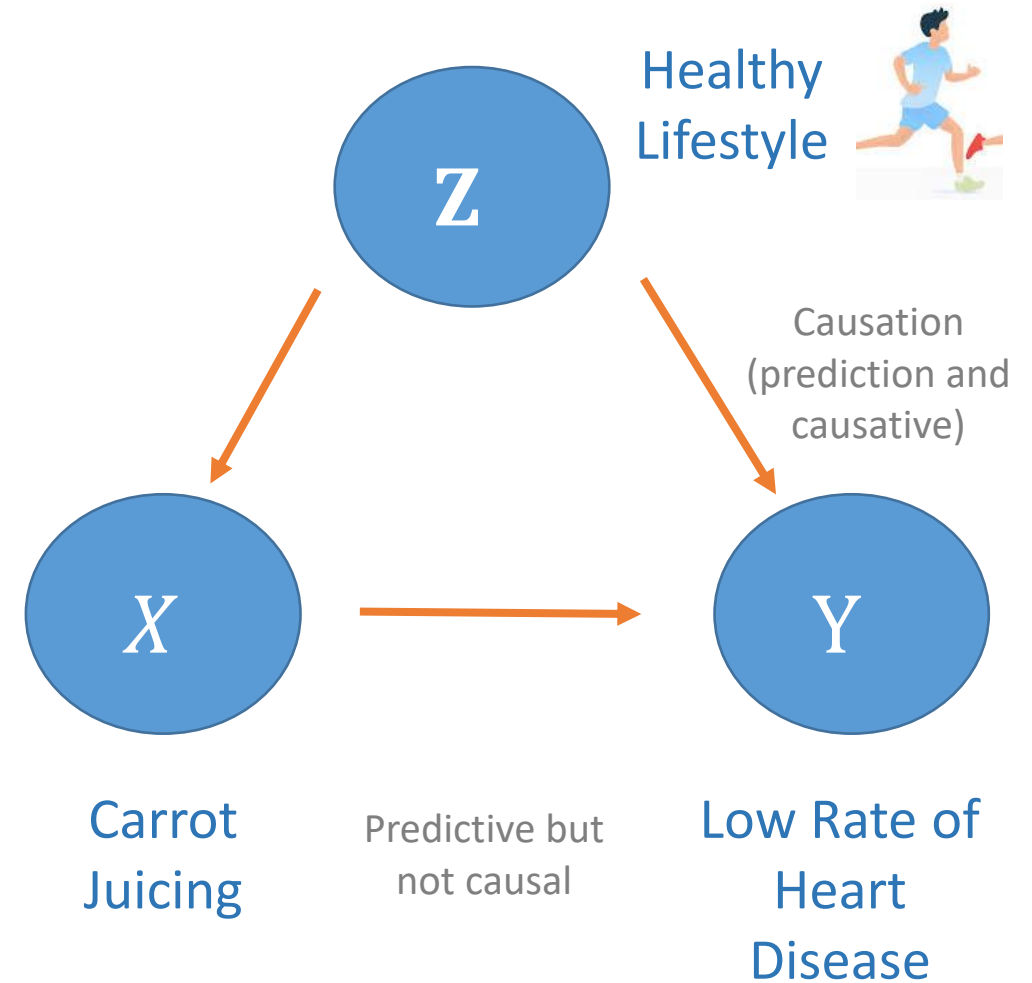 Healthy
Lifestyle
Z
Causation
(prediction and
causative)
X
Y
Carrot
Juicing
Predictive but
not causal
Low Rate of
Heart
Disease